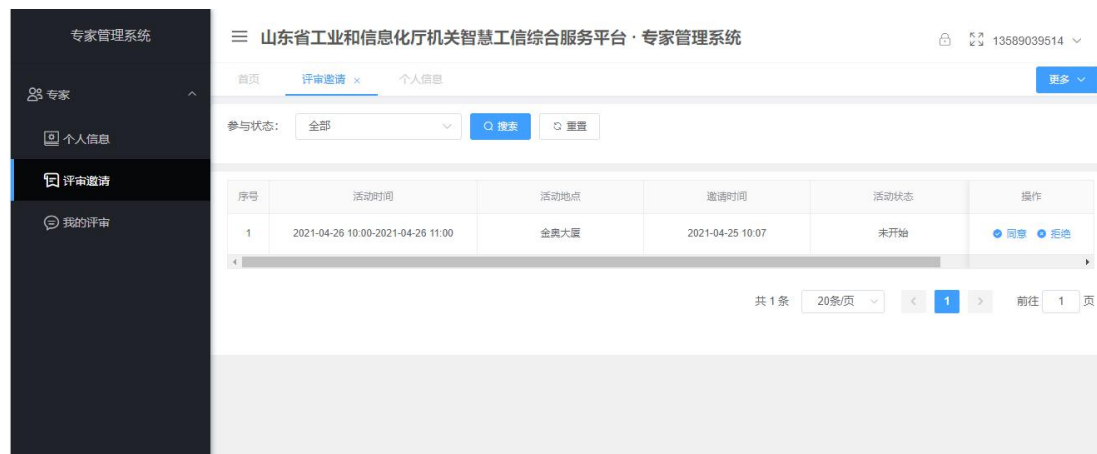 专家管理系统
山东省工业和信息化厅机关智慧工信综合服务平台·专家管理系统
13589039514
首页 评审邀请 × 个人信息 更多
专家
个人信息
评审邀请
我的评审
参与状态: 全部 搜索 重置
序号 活动时间 活动地点 邀请时间 活动状态 操作
1 2021-04-26 10:00-2021-04-26 11:00 金奥大厦 2021-04-25 10:07 未开始 同意 拒绝
共 1 条 20条/页 < 1 > 前往 1 页